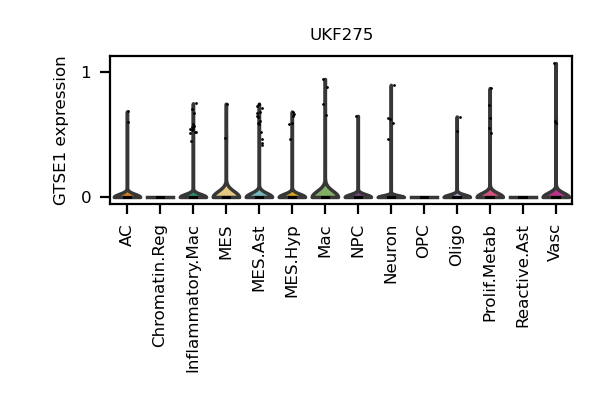 UKF275
GTSE1 expression
1
0
AC
Chromatin.Reg
Inflammatory.Mac
MES
MES.Ast
MES.Hyp
Mac
NPC
Neuron
OPC
Oligo
Prolif.Metab
Reactive.Ast
Vasc